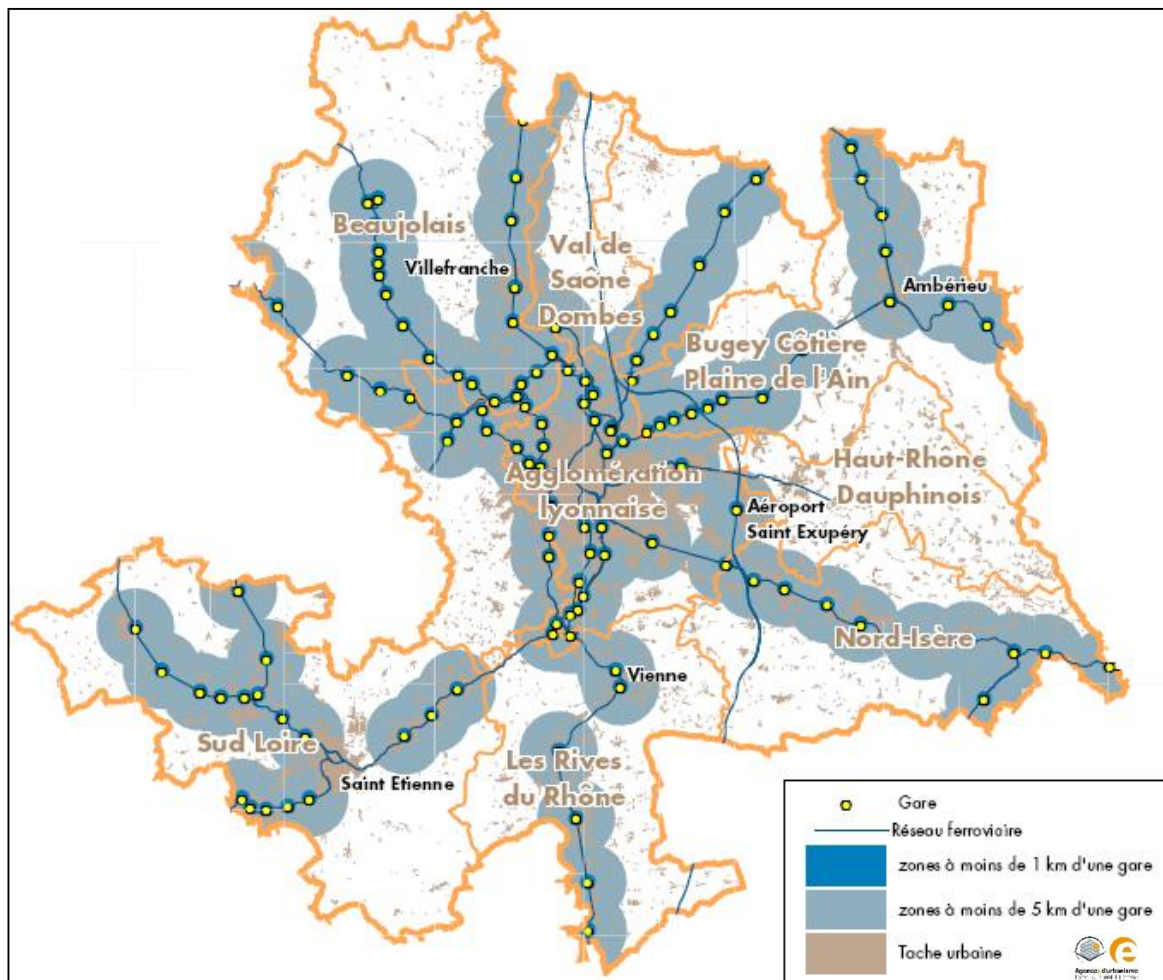 Beaujolais
Villefranche
Val de
Saône
Dombes
Ambérieu
Bugey Côtière
Plaine de l'Ain
Haut-Rhône
Dauphinois
Agglomération
lyonnaise
Aéroport
Saint Exupéry
Nord-Isère
Vienne
Sud Loire
Saint Etienne
Les Rives
du Rhône
Gare
Réseau ferroviaire
zones à moins de 1 km d'une gare
zones à moins de 5 km d'une gare
Tache urbaine
Agences d'urbanisme